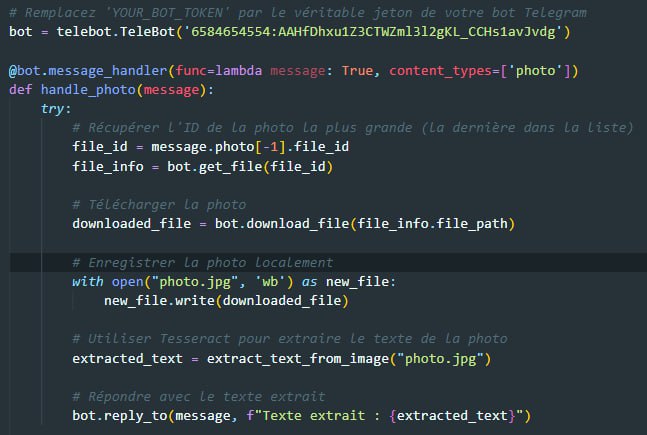 # Remplacez 'YOUR_BOT_TOKEN' par le véritable jeton de votre bot Telegram
bot = telebot.TeleBot('6584654554:AAHfDhxu1Z3CTWZml3l2gKL_CCHs1avJvdg')
@bot.message_handler(func=lambda message: True, content_types=['photo'])
def handle_photo(message):
try:
# Récupérer l'ID de la photo la plus grande (la dernière dans la liste)
file_id = message.photo[-1].file_id
file_info = bot.get_file(file_id)
# Télécharger la photo
downloaded_file = bot.download_file(file_info.file_path)
# Enregistrer la photo localement
with open("photo.jpg", 'wb') as new_file:
new_file.write(downloaded_file)
# Utiliser Tesseract pour extraire le texte de la photo
extracted_text = extract_text_from_image("photo.jpg")
# Répondre avec le texte extrait
bot.reply_to(message, f"Texte extrait : {extracted_text}")